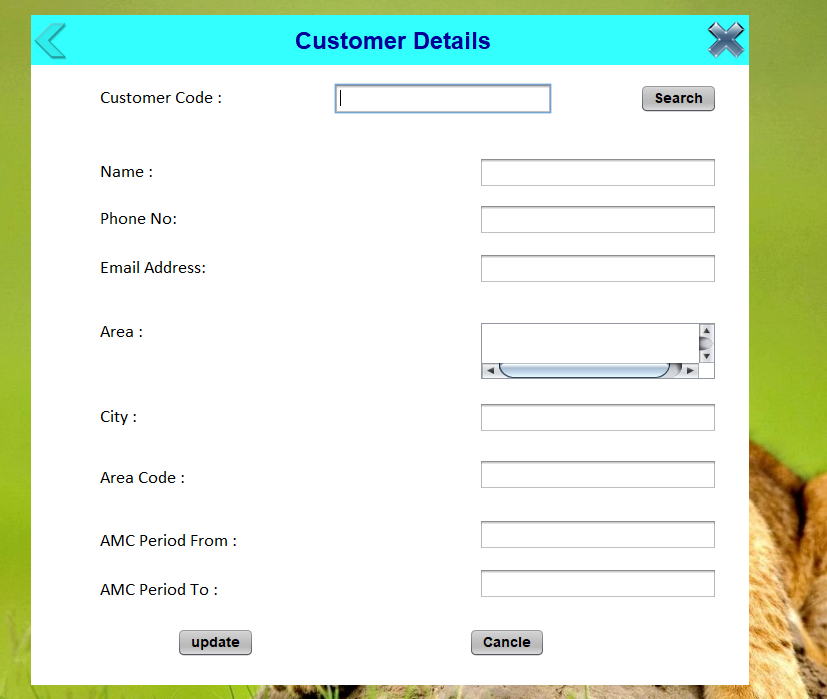 Customer Details
Customer Code : Search
Name :
Phone No:
Email Address:
Area :
City :
Area Code :
AMC Period From :
AMC Period To :
update Cancle